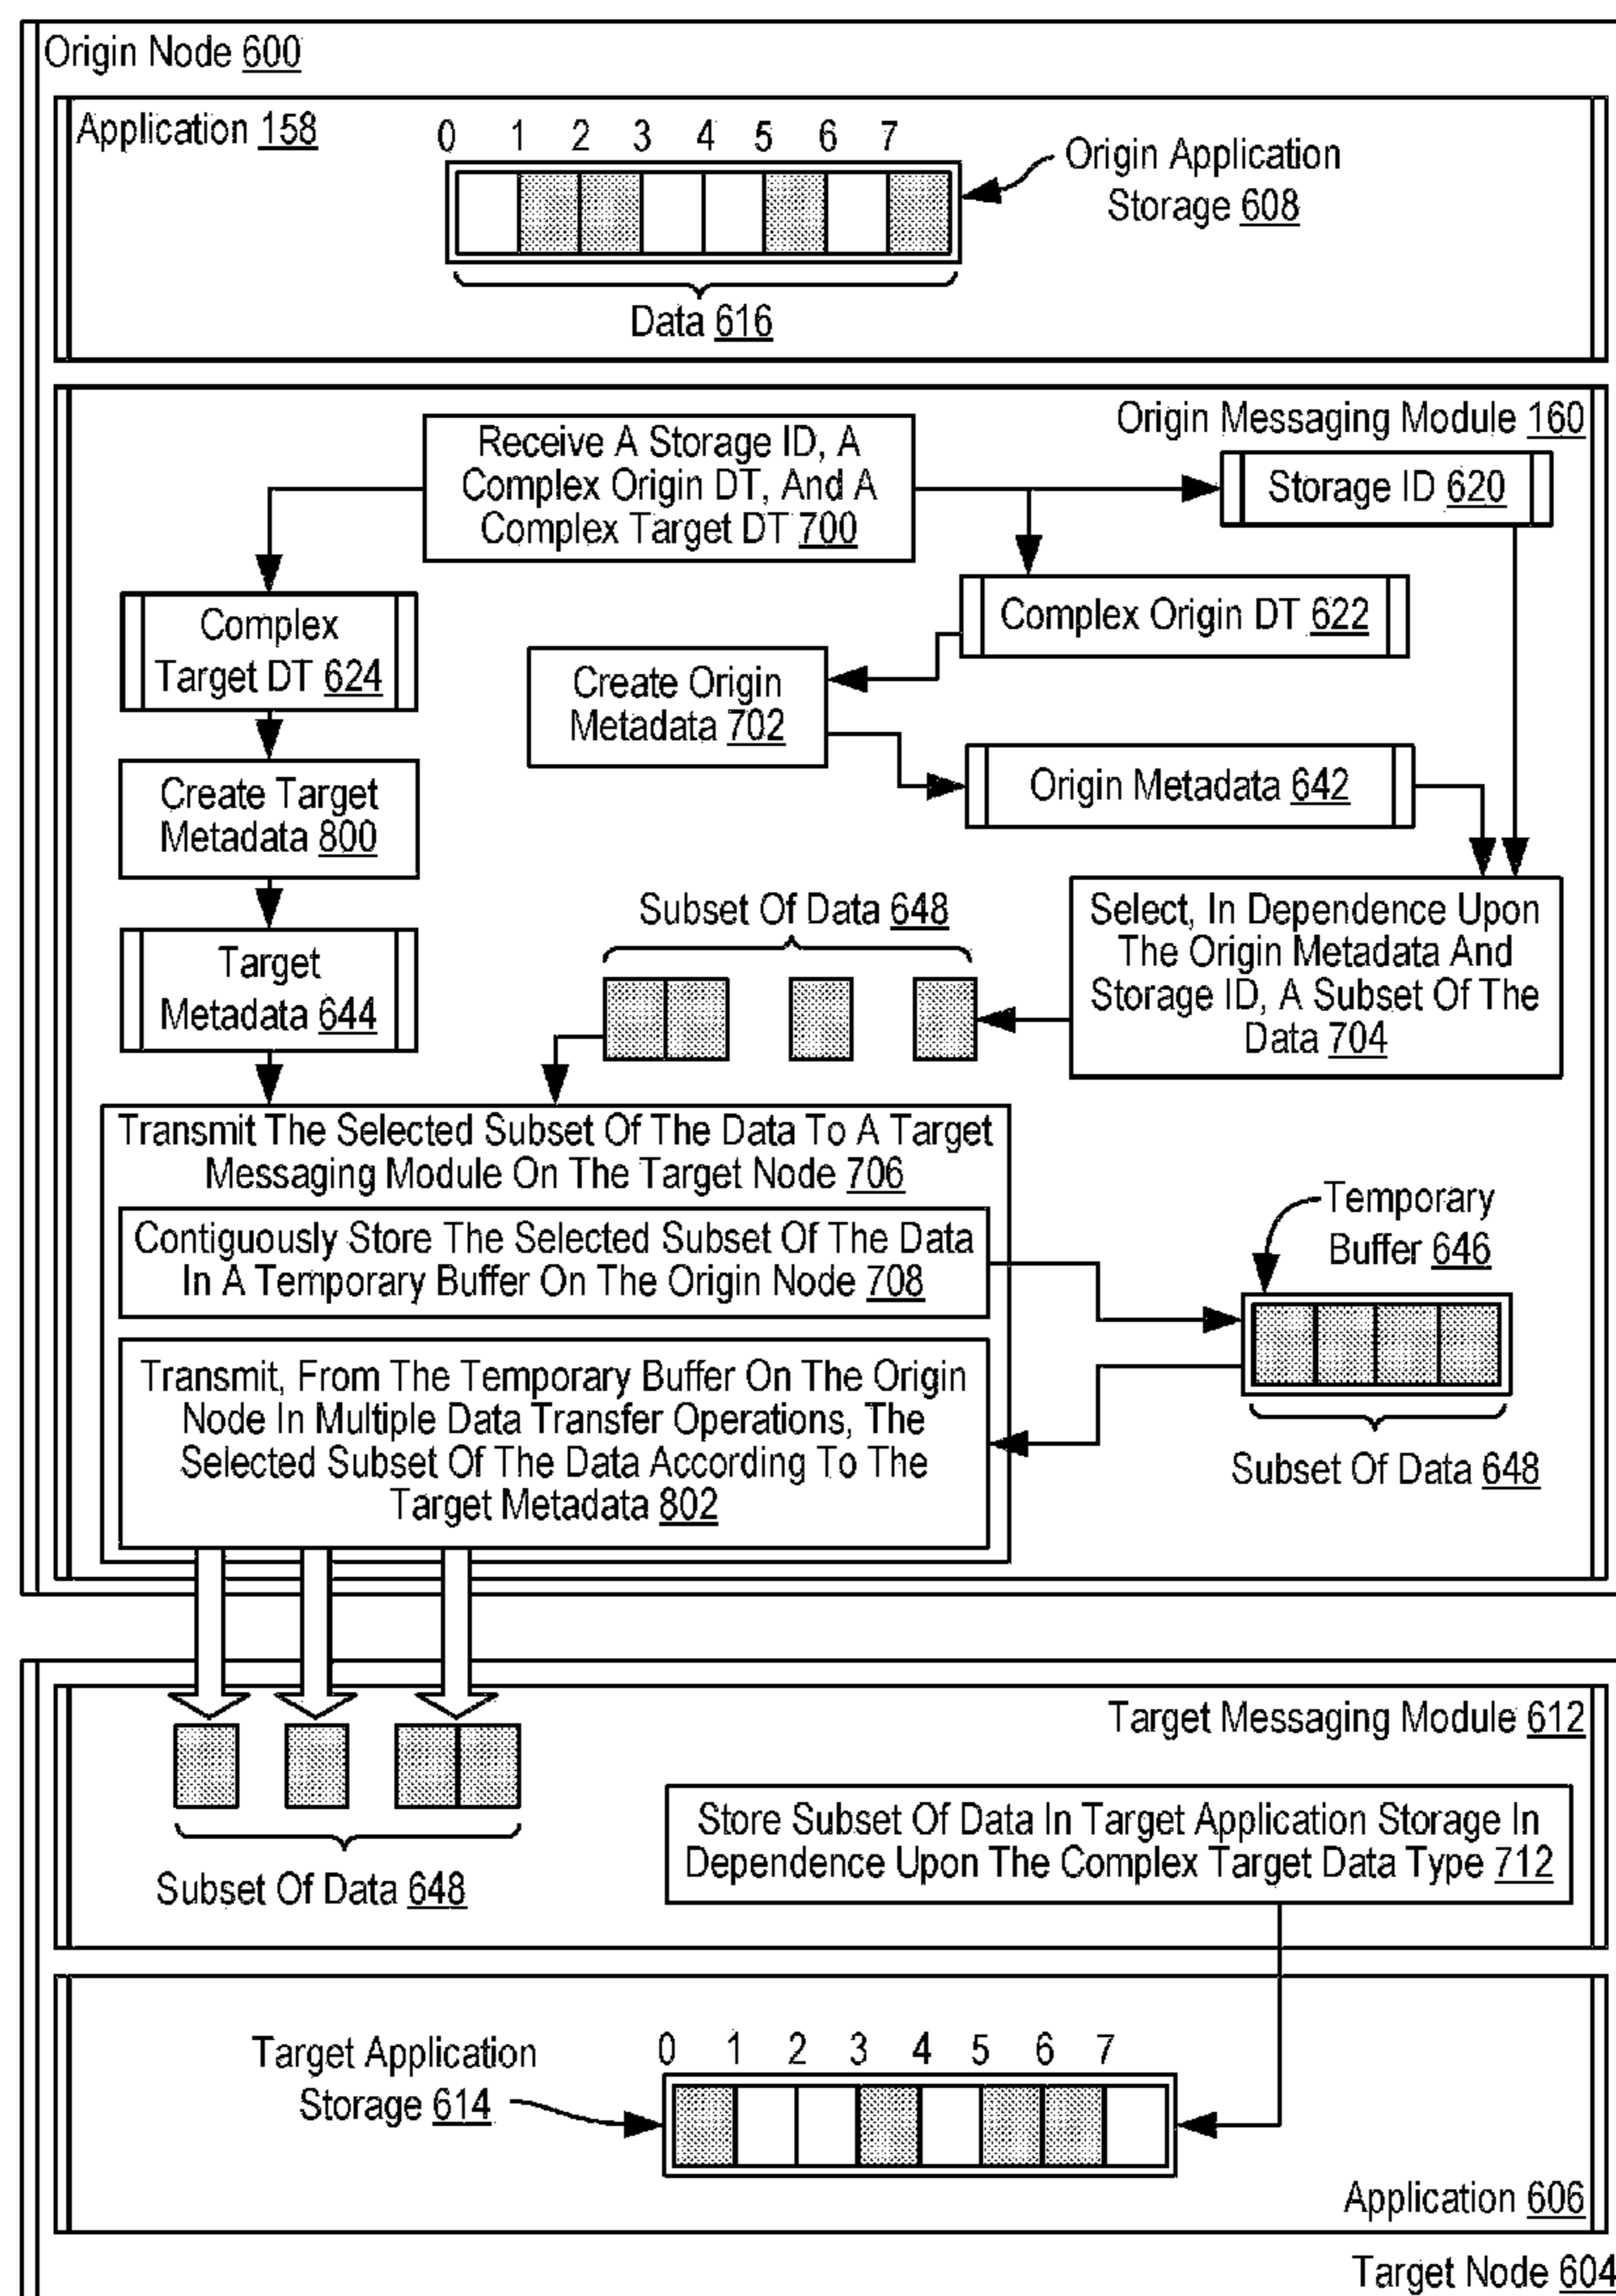 Origin Node 600
Application 158
0 1 2 3 4 5 6 7
Origin Application
Storage 608
Data 616
Origin Messaging Module 160
Receive A Storage ID, A
Complex Origin DT, And A
Complex Target DT 700
Storage ID 620
Complex Origin DT 622
Complex
Target DT 624
Create Origin
Metadata 702
Origin Metadata 642
Create Target
Metadata 800
Subset Of Data 648
Select, In Dependence Upon
The Origin Metadata And
Storage ID, A Subset Of The
Data 704
Target
Metadata 644
Transmit The Selected Subset Of The Data To A Target
Messaging Module On The Target Node 706
Contiguously Store The Selected Subset Of The Data
In A Temporary Buffer On The Origin Node 708
Temporary
Buffer 646
Transmit, From The Temporary Buffer On The Origin
Node In Multiple Data Transfer Operations, The
Selected Subset Of The Data According To The
Target Metadata 802
Subset Of Data 648
Target Messaging Module 612
Store Subset Of Data In Target Application Storage In
Dependence Upon The Complex Target Data Type 712
Subset Of Data 648
0 1 2 3 4 5 6 7
Target Application
Storage 614
Application 606
Target Node 604